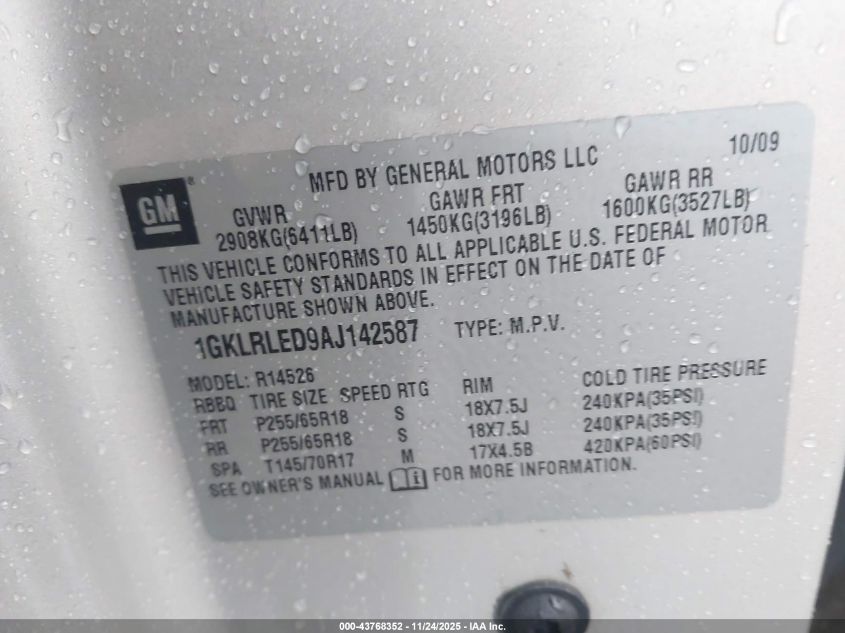 MFD BY GENERAL MOTORS LLC 10/09
GM®
GVWR GAWR FRT GAWR RR
2908KG(6411LB) 1450KG(3196LB) 1600KG(3527LB)
THIS VEHICLE CONFORMS TO ALL APPLICABLE U.S. FEDERAL MOTOR
VEHICLE SAFETY STANDARDS IN EFFECT ON THE DATE OF
MANUFACTURE SHOWN ABOVE.
1GKLRLED9AJ142587 TYPE: M.P.V.
MODEL: R14526
RBBQ TIRE SIZE SPEED RTG RIM COLD TIRE PRESSURE
FRT P255/65R18 S 18X7.5J 240KPA(35PSI)
RR P255/65R18 S 18X7.5J 240KPA(35PSI)
SPA T145/70R17 M 17X4.5B 420KPA(60PSI)
SEE OWNER'S MANUAL i FOR MORE INFORMATION.
000-43768352 - 11/24/2025 - IAA Inc.